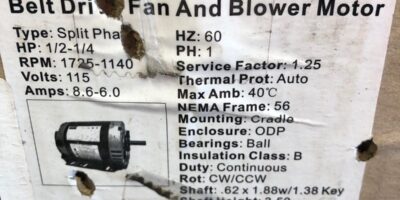 Belt Fan And Blower Motor
Type: Split
HP: 1/2-1/4
RPM: 1725-1140
Volts: 115
Amps: 8.6-6.0
HZ: 60
PH: 1
Service Factor: 1.25
Thermal Prot: Auto
Max Amb: 40℃
NEMA Frame: 56
Mounting: Cradle
Enclosure: ODP
Bearings: Ball
Insulation Class: B
Duty: Continuous
Rot: CW/CCW
Shaft: .62 x 1.88w/1.38 Key